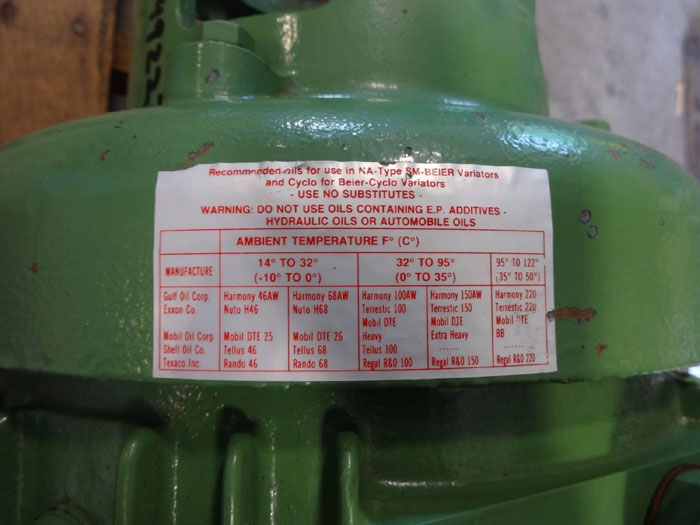 Recommended oils for use in NA-Type SM-BEIER Variators
and Cyclo for Beier-Cyclo Variators
- USE NO SUBSTITUTES -
WARNING: DO NOT USE OILS CONTAINING E.P. ADDITIVES -
HYDRAULIC OILS OR AUTOMOBILE OILS
AMBIENT TEMPERATURE F° (C°)
MANUFACTURE 14° TO 32° (-10° TO 0°) 32° TO 95° (0° TO 35°) 95° TO 122° (35° TO 50°)
Gulf Oil Corp. Harmony 46AW Harmony 68AW Harmony 100AW Harmony 150AW Harmony 220
Exxon Co. Nuto H46 Nuto H68 Terrestic 100 Terrestic 150 Terrestic 220
Mobil DTE Mobil DTE Mobil DTE
Mobil Oil Corp Mobil DTE 25 Mobil DTE 26 Heavy Extra Heavy BB
Shell Oil Co. Tellus 46 Tellus 68 Tellus 100 ...... ......
Texaco Inc. Rando 46 Rando 68 Regal R&O 100 Regal R&O 150 Regal R&O 220